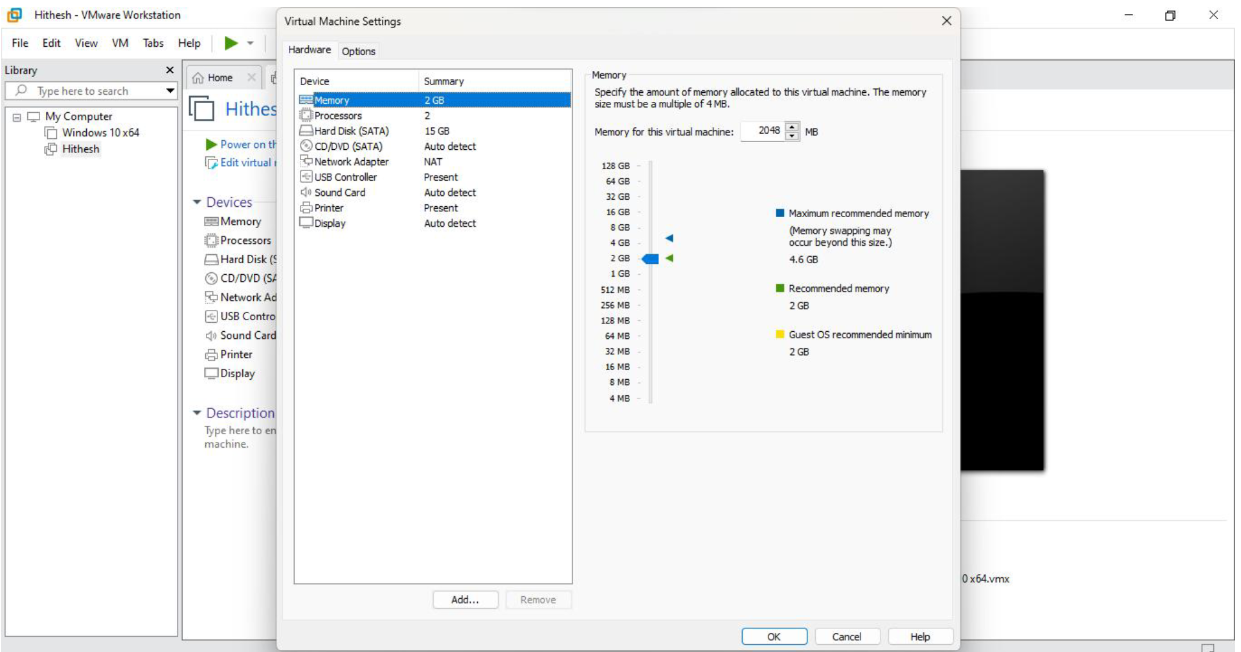 Hithesh - VMware Workstation
File Edit View VM Tabs Help
Library
Type here to search
My Computer
Windows 10 x64
Hithesh
Home
Hithes
Power on th
Edit virtual
Devices
Memory
Processors
Hard Disk (S
CD/DVD (SA
Network Ad
USB Contro
Sound Card
Printer
Display
Description
Type here to en
machine.
Virtual Machine Settings
Hardware Options
Device Summary
Memory 2 GB
Processors 2
Hard Disk (SATA) 15 GB
CD/DVD (SATA) Auto detect
Network Adapter NAT
USB Controller Present
Sound Card Auto detect
Printer Present
Display Auto detect
Add... Remove
Memory
Specify the amount of memory allocated to this virtual machine. The memory
size must be a multiple of 4 MB.
Memory for this virtual machine: 2048 MB
128 GB
64 GB
32 GB
16 GB
8 GB
4 GB
2 GB
1 GB
512 MB
256 MB
128 MB
64 MB
32 MB
16 MB
8 MB
4 MB
Maximum recommended memory
(Memory swapping may
occur beyond this size.)
4.6 GB
Recommended memory
2 GB
Guest OS recommended minimum
2 GB
OK Cancel Help
0 x64.vmx